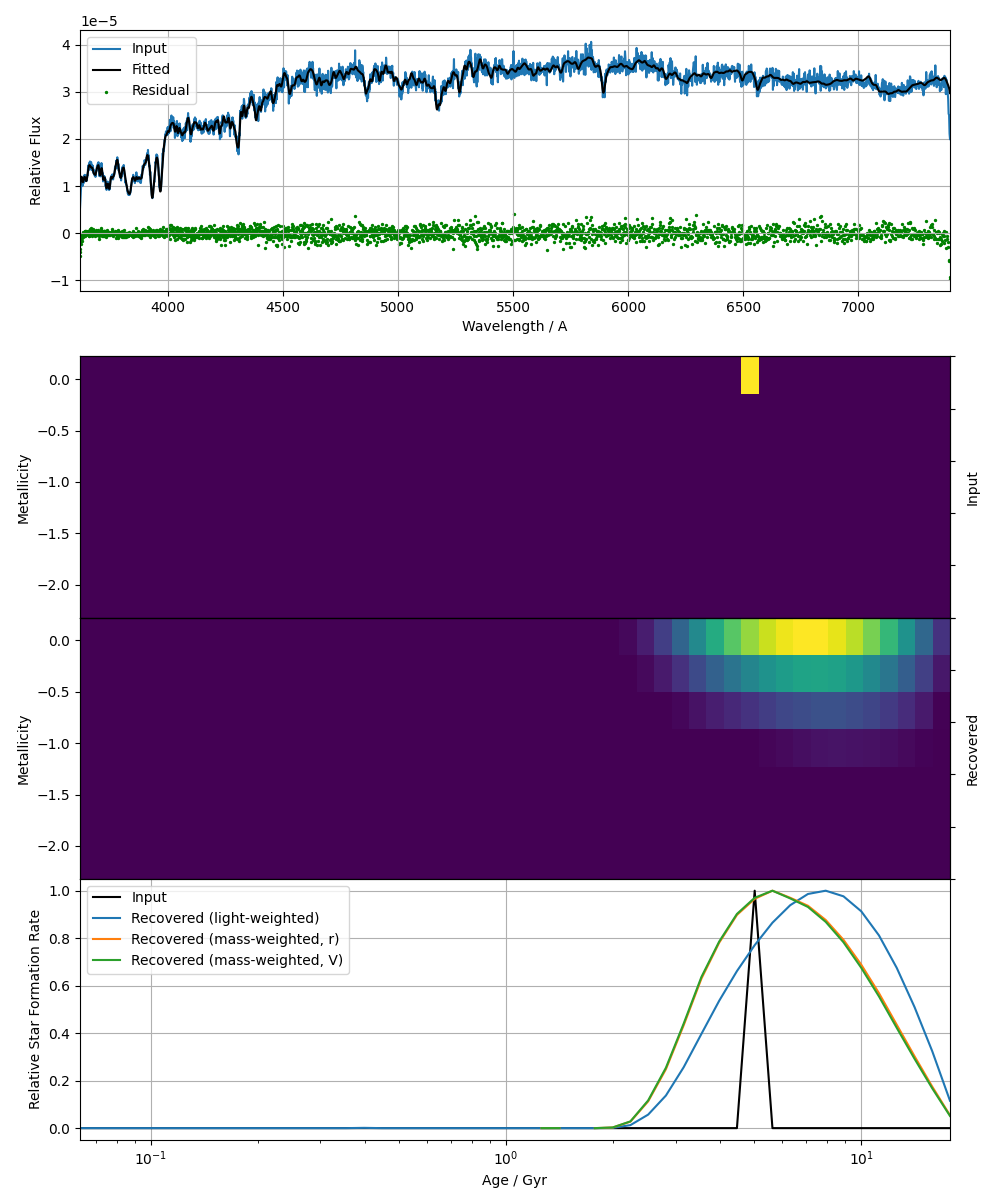 1e−5
4
3
2
1
0
−1
Relative Flux
Input
Fitted
Residual
4000 4500 5000 5500 6000 6500 7000
Wavelength / A
0.0
−0.5
−1.0
−1.5
−2.0
Metallicity
Input
0.0
−0.5
−1.0
−1.5
−2.0
Metallicity
Recovered
1.0
0.8
0.6
0.4
0.2
0.0
Relative Star Formation Rate
Input
Recovered (light-weighted)
Recovered (mass-weighted, r)
Recovered (mass-weighted, V)
10⁻¹ 10⁰ 10¹
Age / Gyr